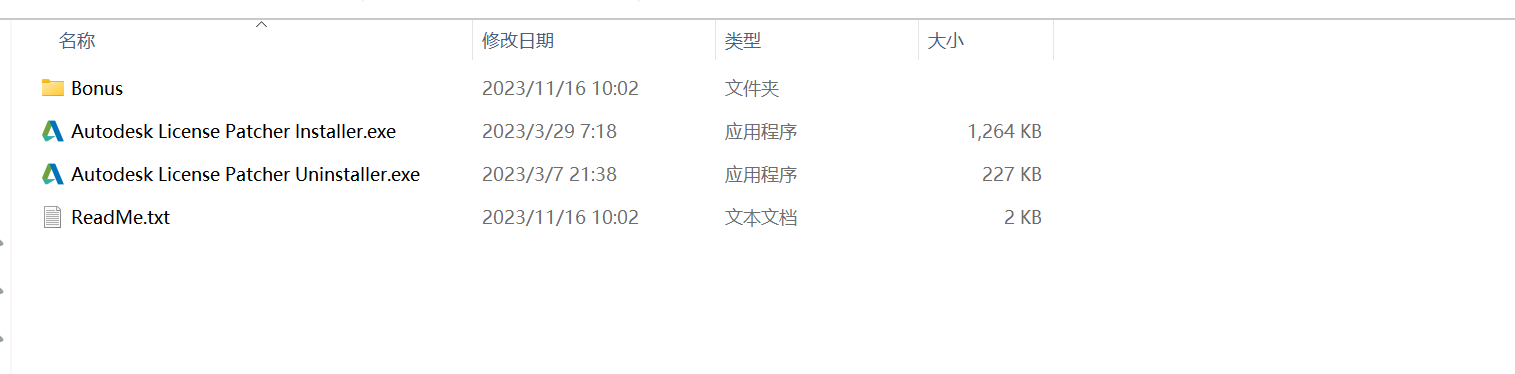 名称 修改日期 类型 大小
Bonus 2023/11/16 10:02 文件夹
Autodesk License Patcher Installer.exe 2023/3/29 7:18 应用程序 1,264 KB
Autodesk License Patcher Uninstaller.exe 2023/3/7 21:38 应用程序 227 KB
ReadMe.txt 2023/11/16 10:02 文本文档 2 KB